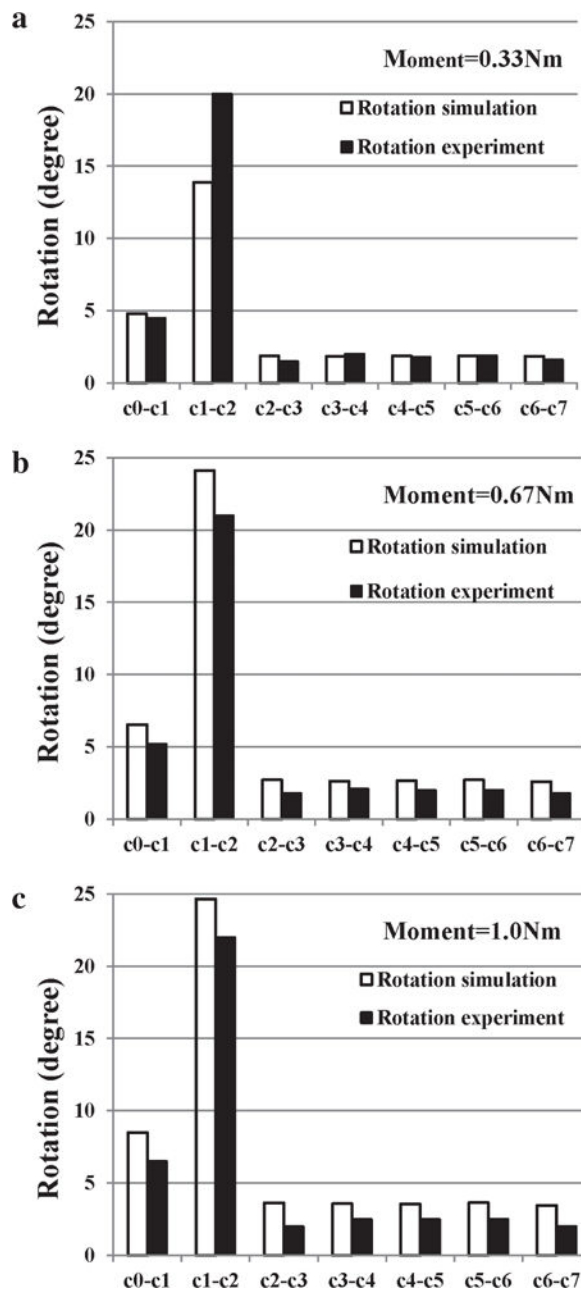 a
25
Moment=0.33Nm
20
Rotation simulation
15
Rotation experiment
10
5
0
Rotation (degree)
c0-c1 c1-c2 c2-c3 c3-c4 c4-c5 c5-c6 c6-c7
b
25
Moment=0.67Nm
20
Rotation simulation
15
Rotation experiment
10
5
0
Rotation (degree)
c0-c1 c1-c2 c2-c3 c3-c4 c4-c5 c5-c6 c6-c7
c
25
Moment=1.0Nm
20
Rotation simulation
15
Rotation experiment
10
5
0
Rotation (degree)
c0-c1 c1-c2 c2-c3 c3-c4 c4-c5 c5-c6 c6-c7